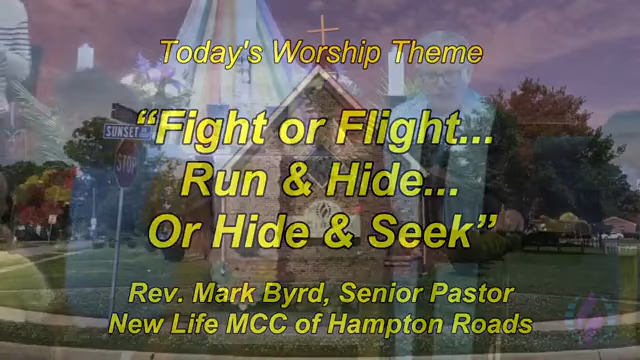 Today's Worship Theme
“Fight or Flight...
Run & Hide...
Or Hide & Seek”
SUNSET
STOP
Rev. Mark Byrd, Senior Pastor
New Life MCC of Hampton Roads